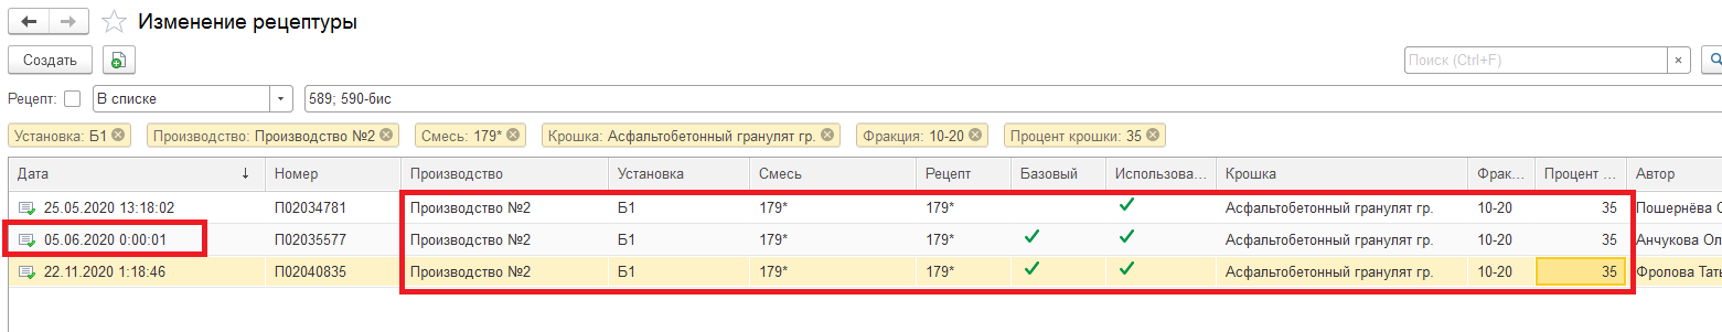 Изменение рецептуры
Создать
Поиск (Ctrl+F)
×
Рецепт:
В списке
589; 590-бис
Установка: Б1
Производство: Производство №2
Смесь: 179*
Крошка: Асфальтобетонный гранулят гр.
Фракция: 10-20
Процент крошки: 35
Дата ↓ Номер Производство Установка Смесь Рецепт Базовый Использова... Крошка Фрак... Процент ... Автор
25.05.2020 13:18:02 П02034781 Производство №2 Б1 179* 179* Асфальтобетонный гранулят гр. 10-20 35 Пошернёва С
05.06.2020 0:00:01 П02035577 Производство №2 Б1 179* 179* Асфальтобетонный гранулят гр. 10-20 35 Анчукова Ол
22.11.2020 1:18:46 П02040835 Производство №2 Б1 179* 179* Асфальтобетонный гранулят гр. 10-20 35 Фролова Тать